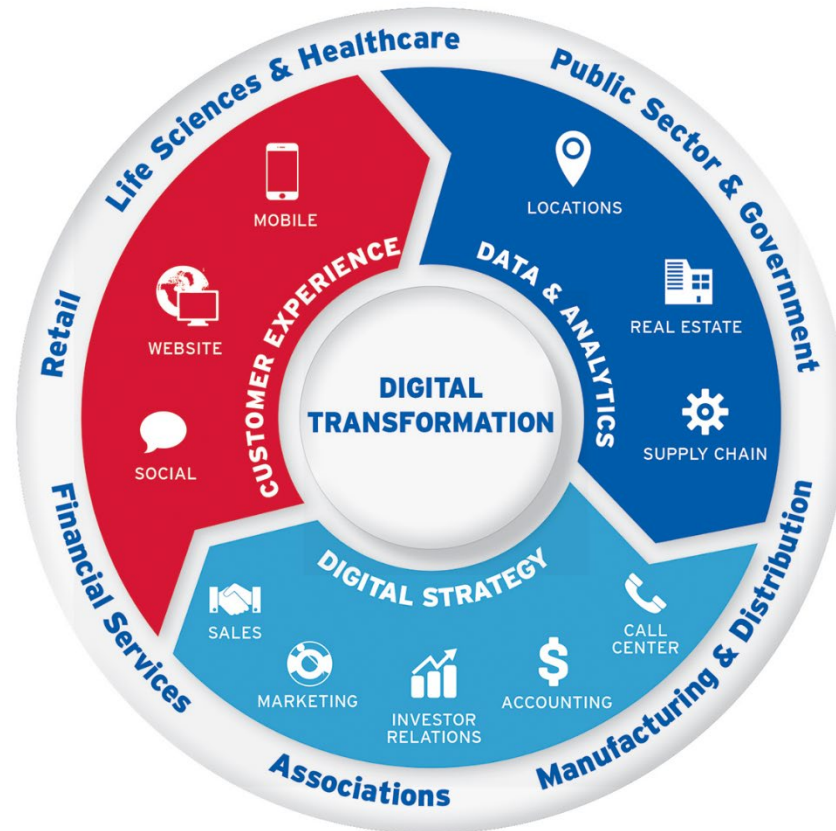 Life Sciences & Healthcare
Public Sector & Government
Manufacturing & Distribution
Associations
Financial Services
Retail
DIGITAL
TRANSFORMATION
CUSTOMER EXPERIENCE
MOBILE
WEBSITE
SOCIAL
DATA & ANALYTICS
LOCATIONS
REAL ESTATE
SUPPLY CHAIN
DIGITAL STRATEGY
SALES
MARKETING
INVESTOR
RELATIONS
ACCOUNTING
$
CALL
CENTER